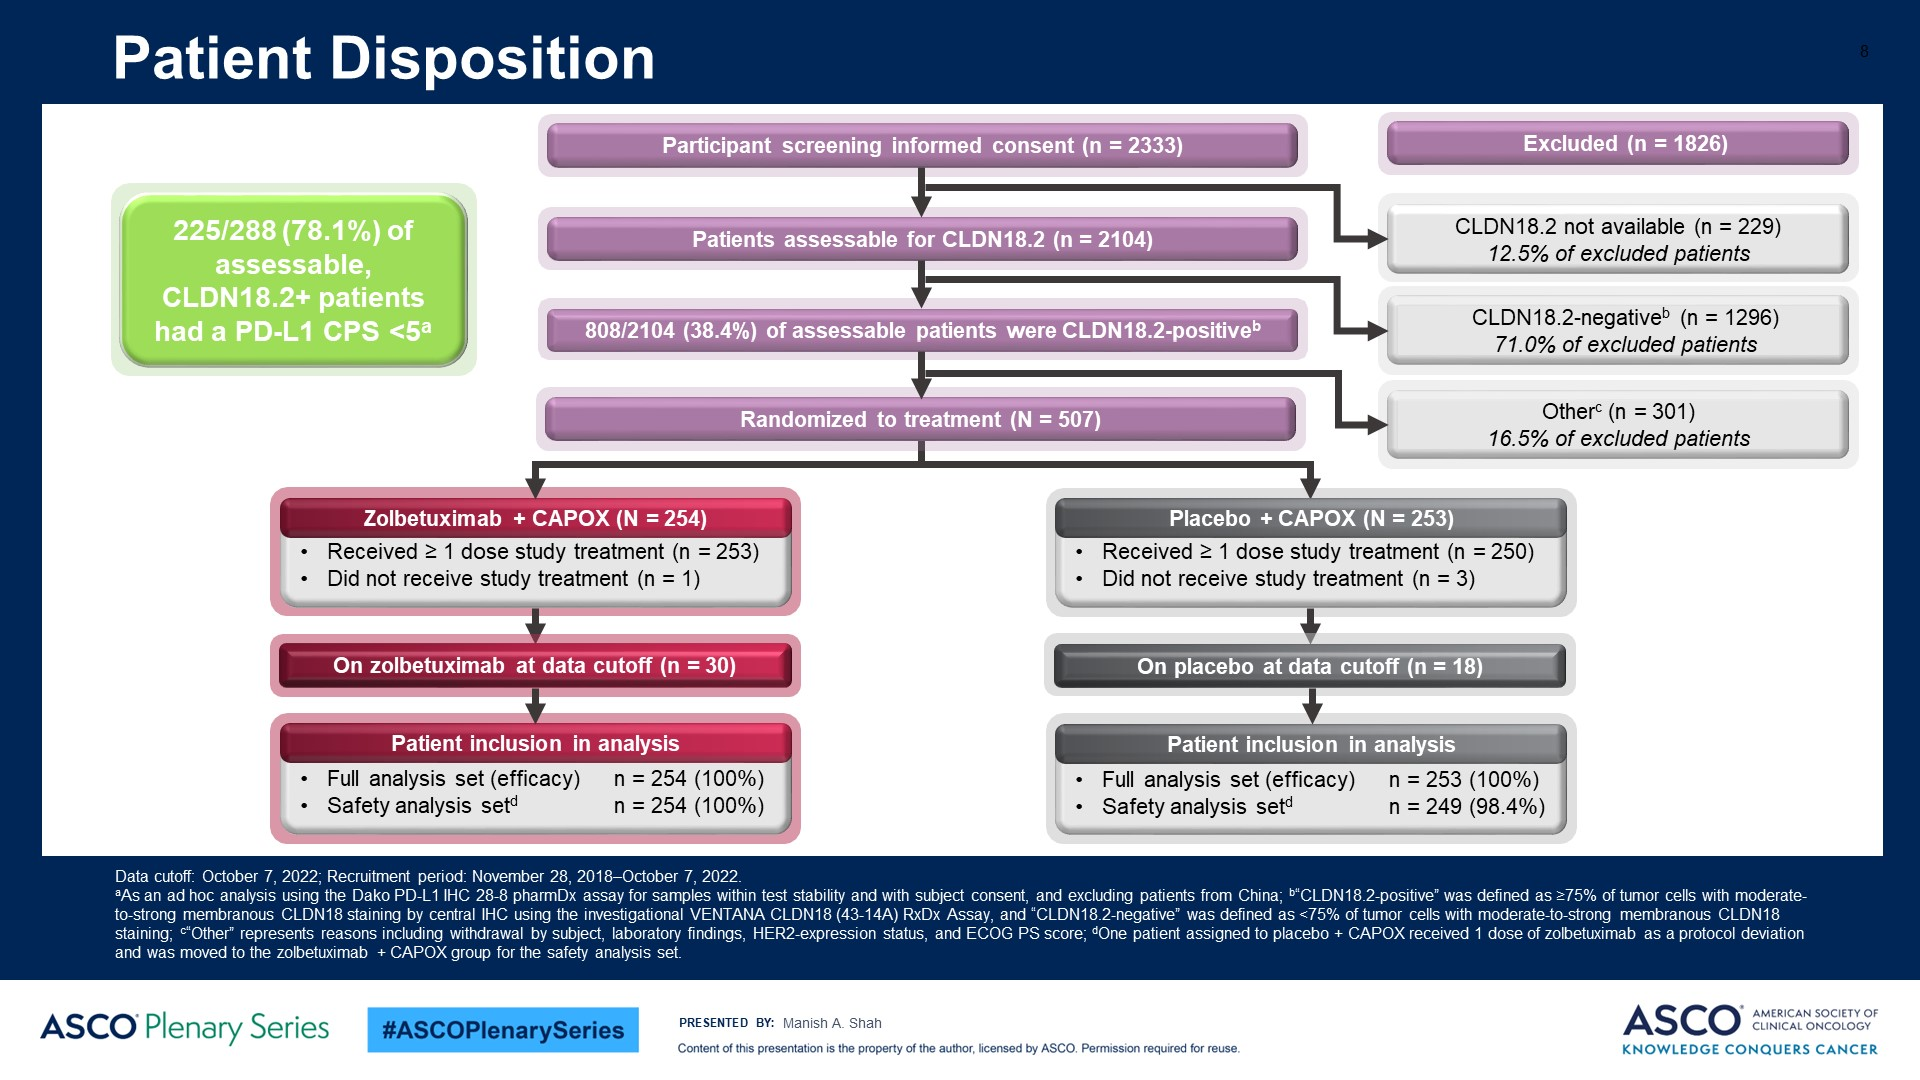 Patient Disposition
8
Participant screening informed consent (n = 2333)
Excluded (n = 1826)
225/288 (78.1%) of
assessable,
CLDN18.2+ patients
had a PD-L1 CPS <5ᵃ
Patients assessable for CLDN18.2 (n = 2104)
CLDN18.2 not available (n = 229)
12.5% of excluded patients
808/2104 (38.4%) of assessable patients were CLDN18.2-positiveᵇ
CLDN18.2-negativeᵇ (n = 1296)
71.0% of excluded patients
Randomized to treatment (N = 507)
Otherᶜ (n = 301)
16.5% of excluded patients
Zolbetuximab + CAPOX (N = 254)
• Received ≥ 1 dose study treatment (n = 253)
• Did not receive study treatment (n = 1)
Placebo + CAPOX (N = 253)
• Received ≥ 1 dose study treatment (n = 250)
• Did not receive study treatment (n = 3)
On zolbetuximab at data cutoff (n = 30)
On placebo at data cutoff (n = 18)
Patient inclusion in analysis
• Full analysis set (efficacy) n = 254 (100%)
• Safety analysis setᵈ n = 254 (100%)
Patient inclusion in analysis
• Full analysis set (efficacy) n = 253 (100%)
• Safety analysis setᵈ n = 249 (98.4%)
Data cutoff: October 7, 2022; Recruitment period: November 28, 2018–October 7, 2022.
ᵃAs an ad hoc analysis using the Dako PD-L1 IHC 28-8 pharmDx assay for samples within test stability and with subject consent, and excluding patients from China; ᵇ“CLDN18.2-positive” was defined as ≥75% of tumor cells with moderate-
to-strong membranous CLDN18 staining by central IHC using the investigational VENTANA CLDN18 (43-14A) RxDx Assay, and “CLDN18.2-negative” was defined as <75% of tumor cells with moderate-to-strong membranous CLDN18
staining; ᶜ“Other” represents reasons including withdrawal by subject, laboratory findings, HER2-expression status, and ECOG PS score; ᵈOne patient assigned to placebo + CAPOX received 1 dose of zolbetuximab as a protocol deviation
and was moved to the zolbetuximab + CAPOX group for the safety analysis set.
ASCO® Plenary Series
#ASCOPlenarySeries
PRESENTED BY: Manish A. Shah
Content of this presentation is the property of the author, licensed by ASCO. Permission required for reuse.
ASCO® AMERICAN SOCIETY OF
CLINICAL ONCOLOGY
KNOWLEDGE CONQUERS CANCER